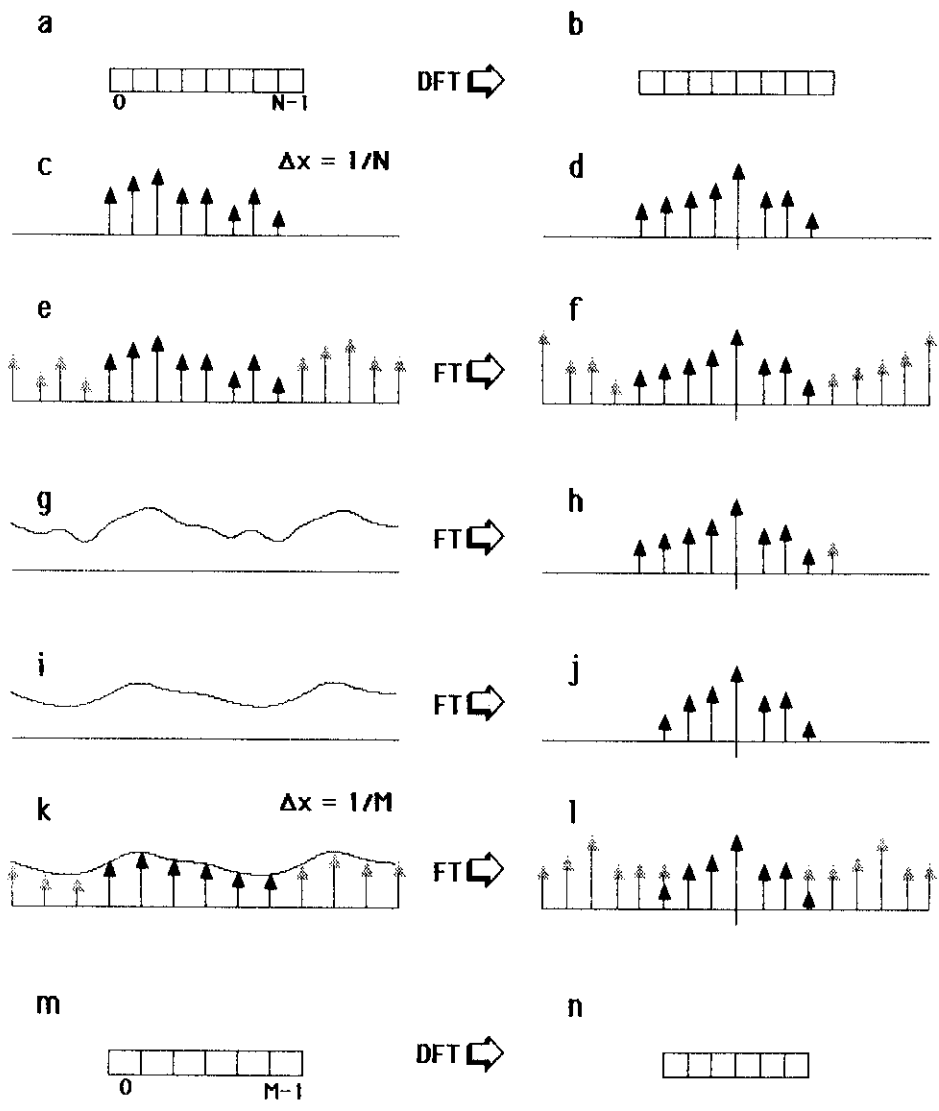 a
b
DFT
0 N-1
c
Δx = 1/N
d
e
f
FT
g
h
FT
i
j
FT
k
Δx = 1/M
l
FT
m
n
DFT
0 M-1